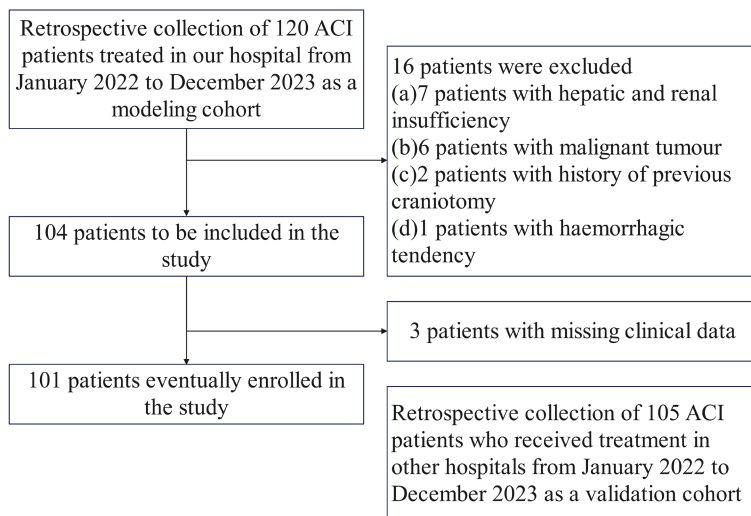 Retrospective collection of 120 ACI
patients treated in our hospital from
January 2022 to December 2023 as a
modeling cohort
16 patients were excluded
(a)7 patients with hepatic and renal
insufficiency
(b)6 patients with malignant tumour
(c)2 patients with history of previous
craniotomy
(d)1 patients with haemorrhagic
tendency
104 patients to be included in the
study
3 patients with missing clinical data
101 patients eventually enrolled in
the study
Retrospective collection of 105 ACI
patients who received treatment in
other hospitals from January 2022 to
December 2023 as a validation cohort